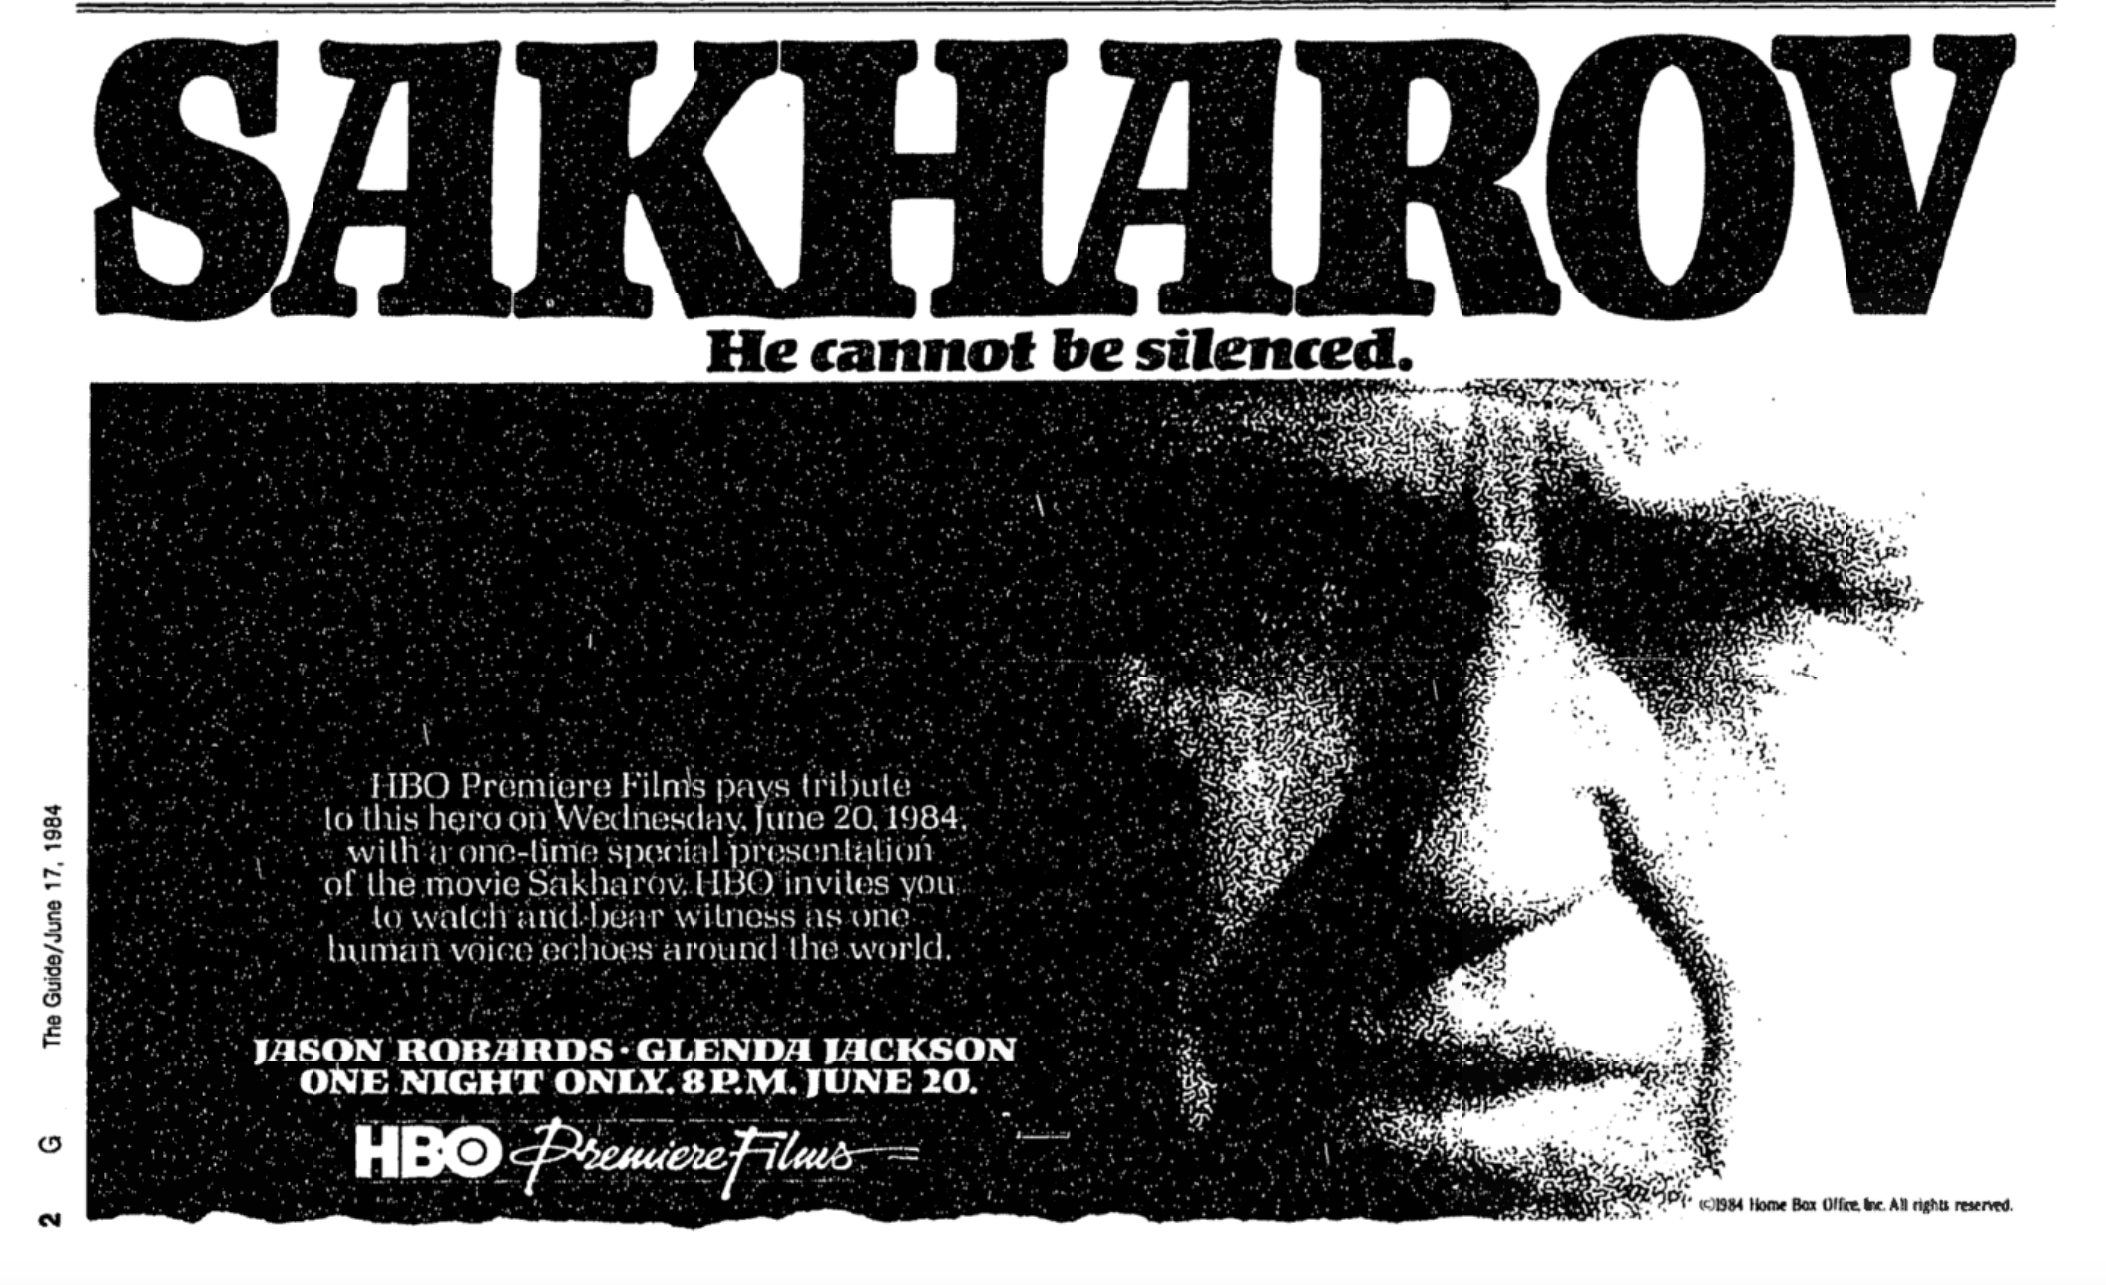 SAKHAROV
He cannot be silenced.
HBO Premiere Films pays tribute
to this hero on Wednesday, June 20, 1984,
with a one-time special presentation
of the movie Sakharov. HBO invites you
to watch and bear witness as one
human voice echoes around the world.
JASON ROBARDS · GLENDA JACKSON
ONE NIGHT ONLY. 8 P.M. JUNE 20.
HBO Premiere Films
(c)1984 Home Box Office, Inc. All rights reserved.
2 G The Guide/June 17, 1984